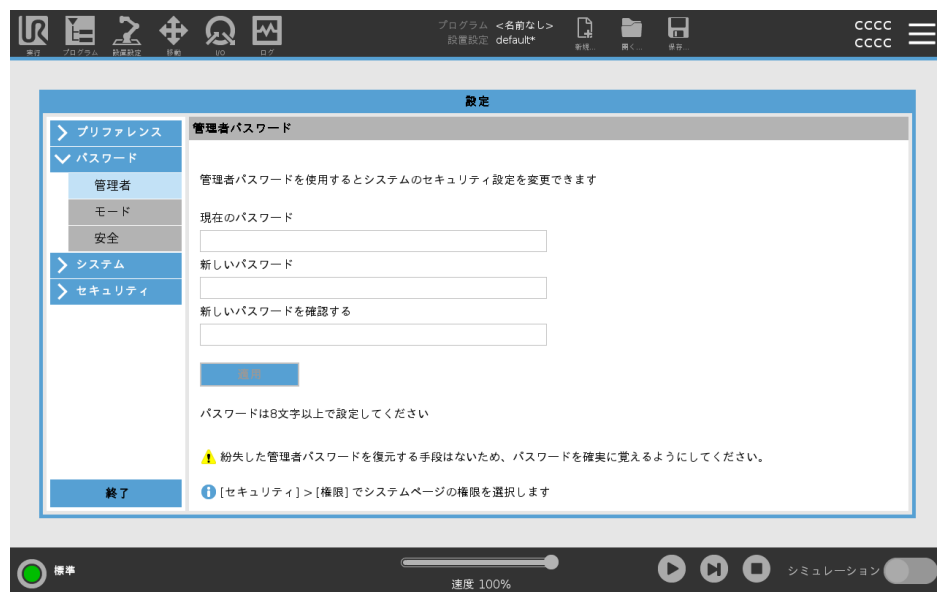 UR
プログラム <名前なし>
設置設定 default*
実行 プログラム 設置設定 移動 I/O ログ
新規... 開く... 保存...
CCCC
CCCC
設定
プリファレンス
パスワード
管理者
モード
安全
システム
セキュリティ
終了
管理者パスワード
管理者パスワードを使用するとシステムのセキュリティ設定を変更できます
現在のパスワード
新しいパスワード
新しいパスワードを確認する
適用
パスワードは8文字以上で設定してください
紛失した管理者パスワードを復元する手段はないため、パスワードを確実に覚えるようにしてください。
[セキュリティ] > [権限] でシステムページの権限を選択します
標準
速度 100%
シミュレーション